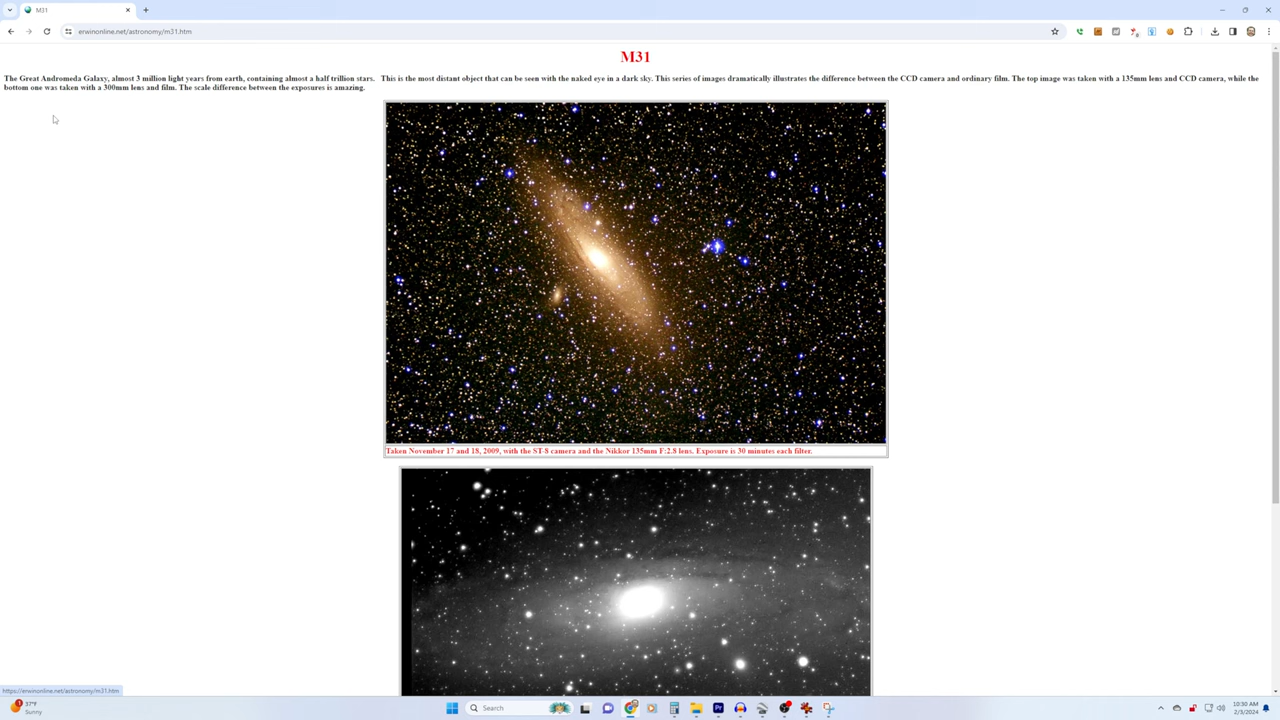 M31
erwinonline.net/astronomy/m31.htm
M31
The Great Andromeda Galaxy, almost 3 million light years from earth, containing almost a half trillion stars. This is the most distant object that can be seen with the naked eye in a dark sky. This series of images dramatically illustrates the difference between the CCD camera and ordinary film. The top image was taken with a 135mm lens and CCD camera, while the
bottom one was taken with a 300mm lens and film. The scale difference between the exposures is amazing.
Taken November 17 and 18, 2009, with the ST-8 camera and the Nikkor 135mm F:2.8 lens. Exposure is 30 minutes each filter.
https://erwinonline.net/astronomy/m31.htm
37°F
Sunny
Search
10:30 AM
2/3/2024